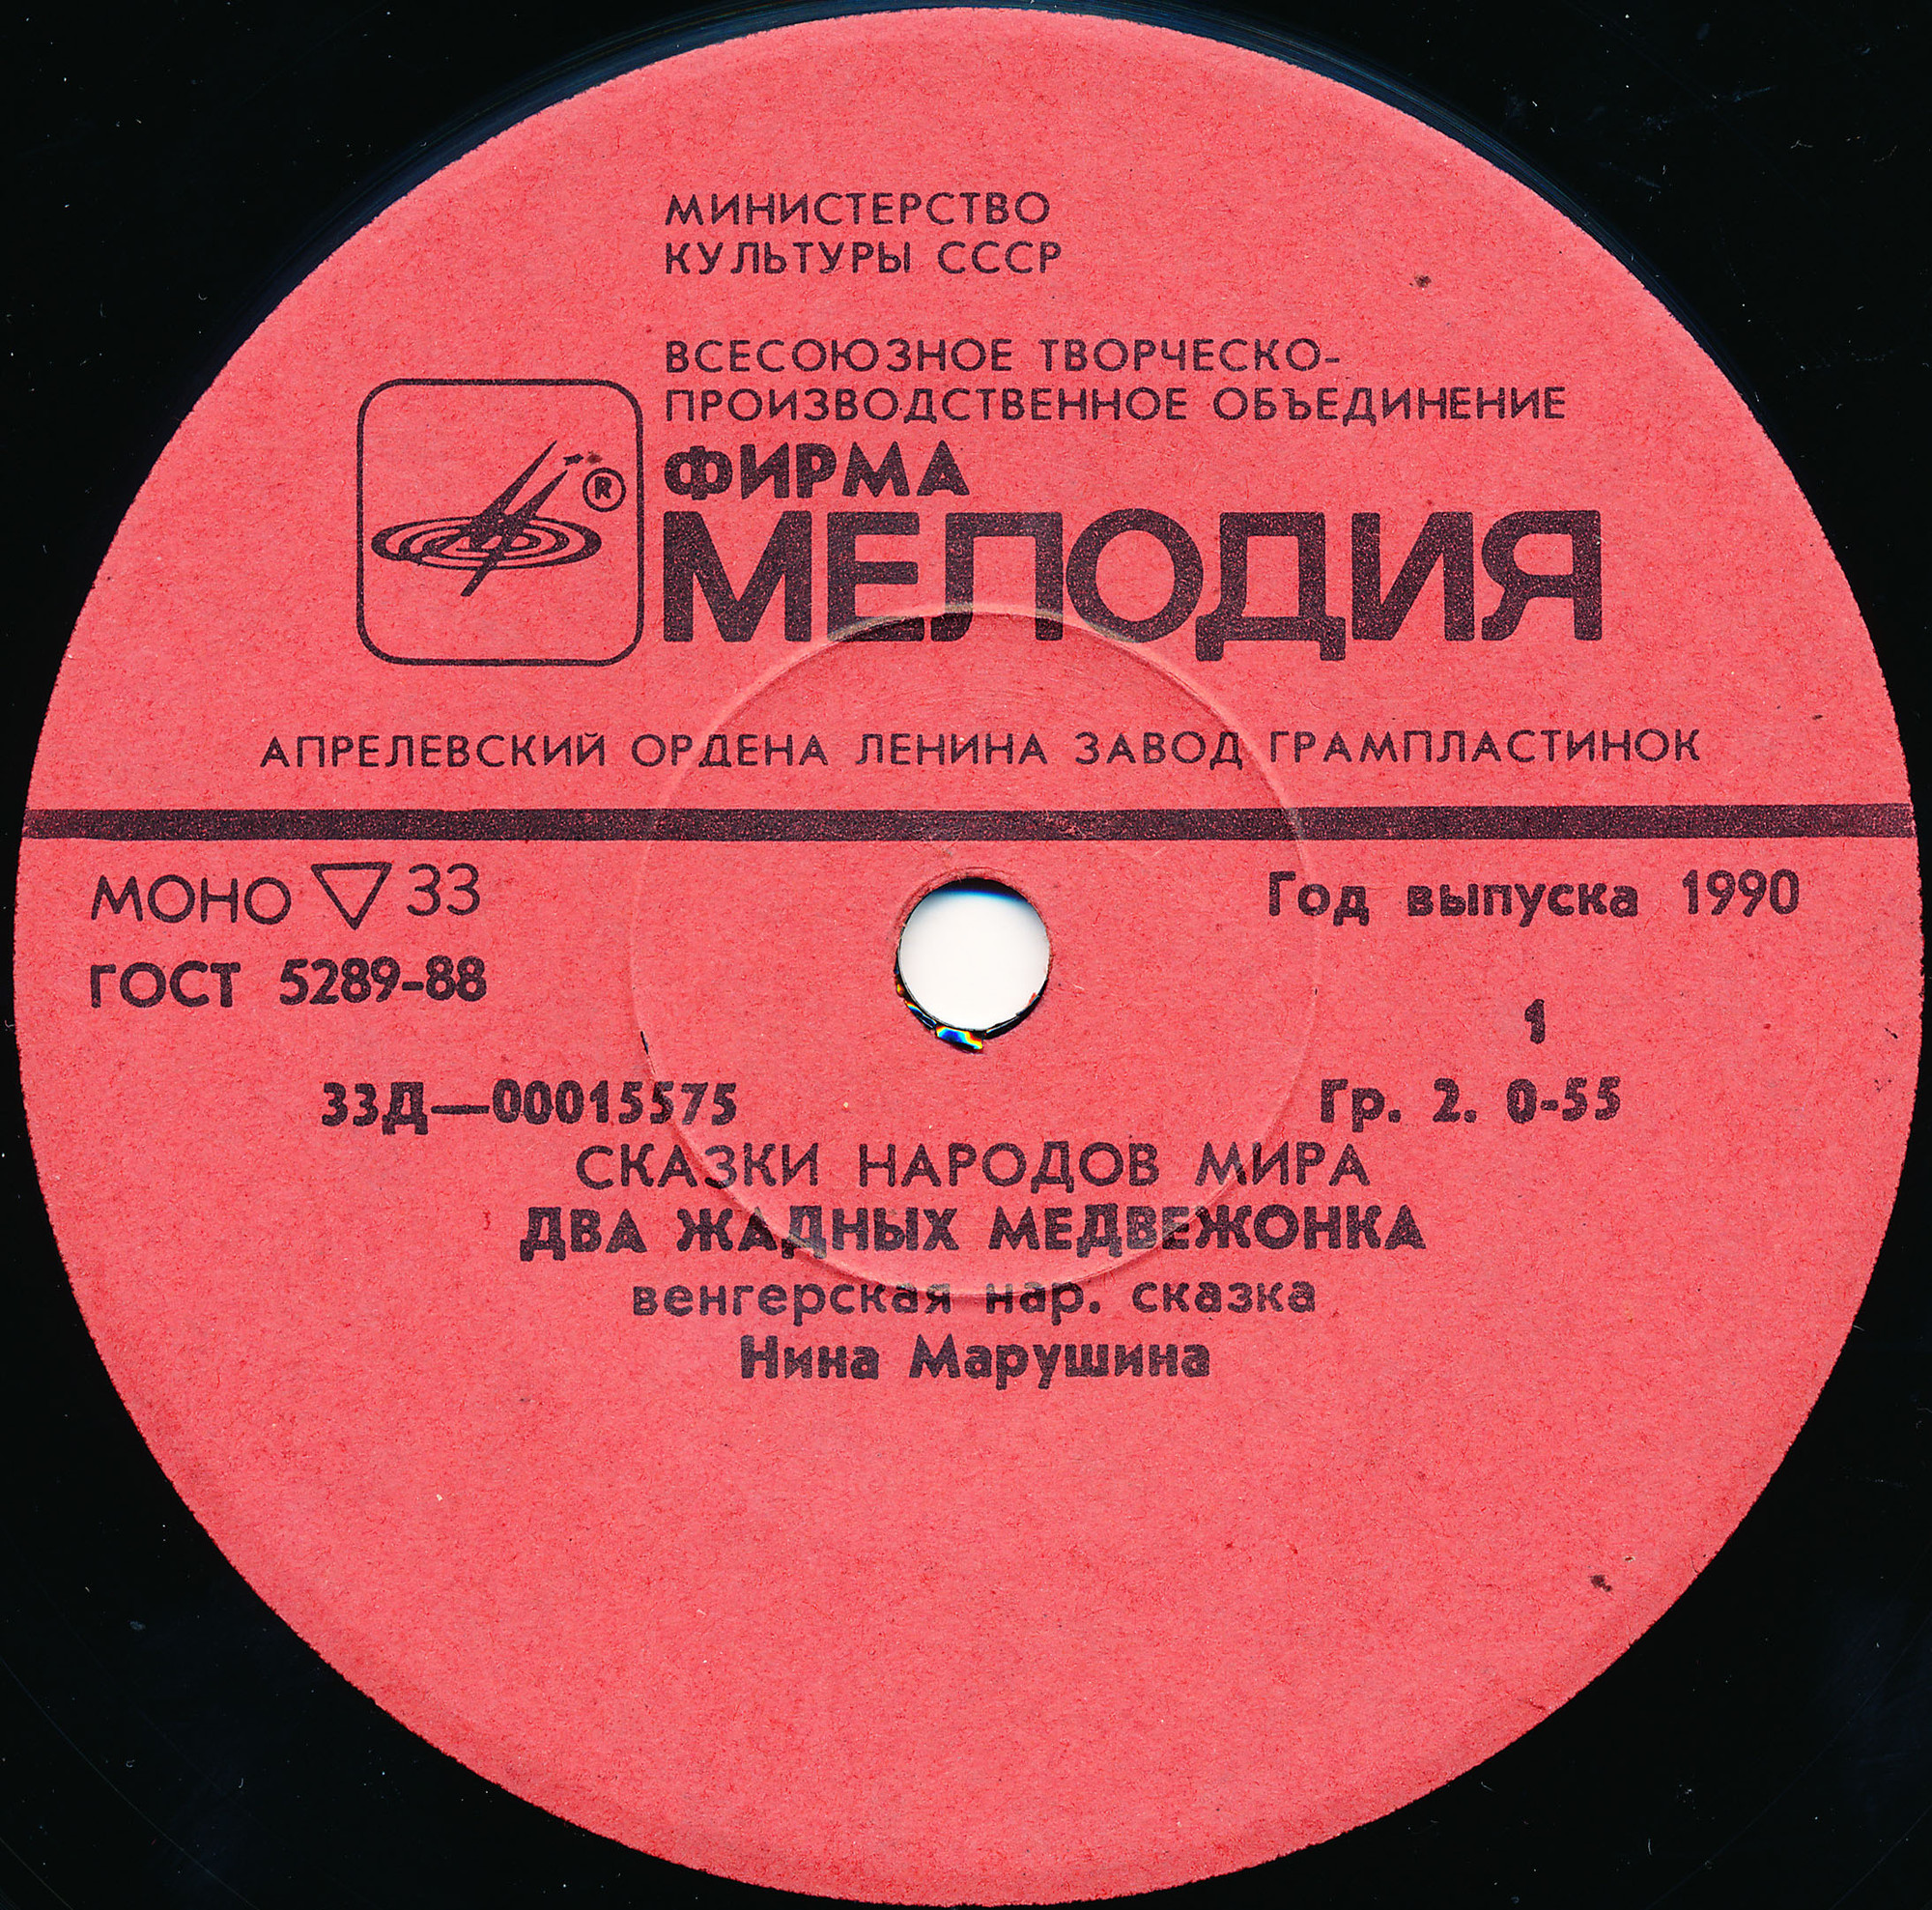 МИНИСТЕРСТВО
КУЛЬТУРЫ СССР
ВСЕСОЮЗНОЕ ТВОРЧЕСКО-
ПРОИЗВОДСТВЕННОЕ ОБЪЕДИНЕНИЕ
ФИРМА
®
МЕЛОДИЯ
АПРЕЛЕВСКИЙ ОРДЕНА ЛЕНИНА ЗАВОД ГРАМПЛАСТИНОК
МОНО ▽ 33
Год выпуска 1990
ГОСТ 5289-88
1
33Д—00015575
Гр. 2. 0-55
СКАЗКИ НАРОДОВ МИРА
ДВА ЖАДНЫХ МЕДВЕЖОНКА
венгерская нар. сказка
Нина Марушина